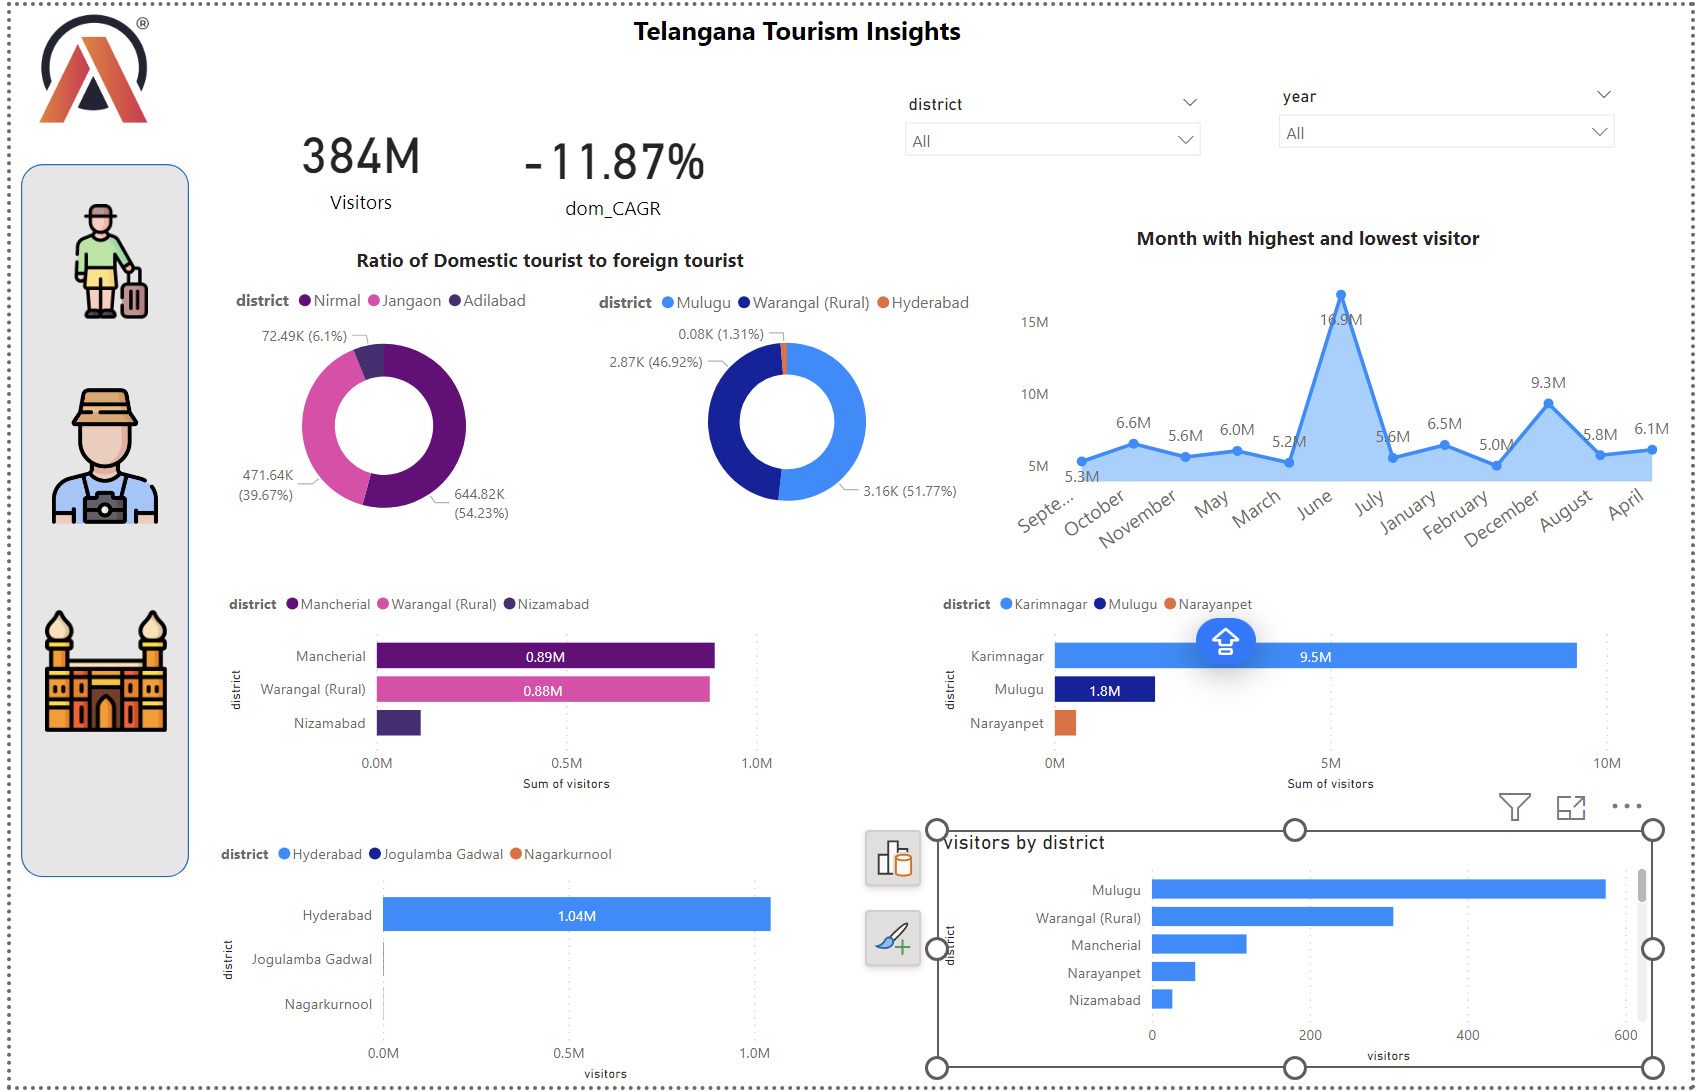 ®
Telangana Tourism Insights
district
All
year
All
384M
Visitors
-11.87%
dom_CAGR
Ratio of Domestic tourist to foreign tourist
district Nirmal Jangaon Adilabad
72.49K (6.1%)
471.64K
(39.67%)
644.82K
(54.23%)
district Mulugu Warangal (Rural) Hyderabad
0.08K (1.31%)
2.87K (46.92%)
3.16K (51.77%)
Month with highest and lowest visitor
15M
10M
5M
5.3M
6.6M
5.6M
6.0M
5.2M
16.9M
5.6M
6.5M
5.0M
9.3M
5.8M
6.1M
Septe...
October
November
May
March
June
July
January
February
December
August
April
district Mancherial Warangal (Rural) Nizamabad
district
Mancherial 0.89M
Warangal (Rural) 0.88M
Nizamabad
0.0M 0.5M 1.0M
Sum of visitors
district Karimnagar Mulugu Narayanpet
district
Karimnagar 9.5M
Mulugu 1.8M
Narayanpet
0M 5M 10M
Sum of visitors
district Hyderabad Jogulamba Gadwal Nagarkurnool
district
Hyderabad 1.04M
Jogulamba Gadwal
Nagarkurnool
0.0M 0.5M 1.0M
visitors
visitors by district
district
Mulugu
Warangal (Rural)
Mancherial
Narayanpet
Nizamabad
0 200 400 600
visitors